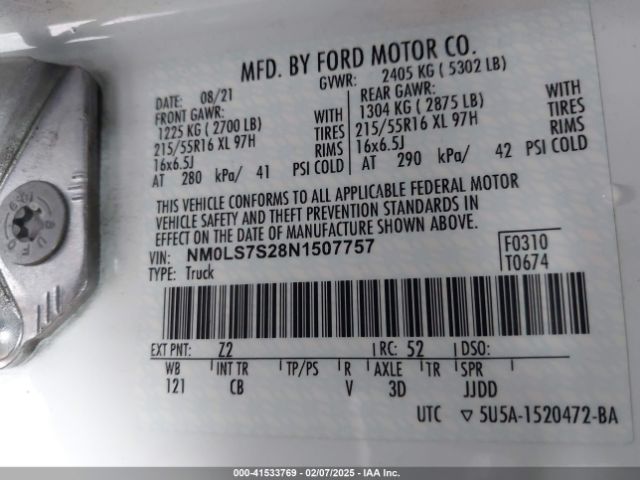 MFD. BY FORD MOTOR CO.
GVWR: 2405 KG ( 5302 LB)
DATE: 08/21
FRONT GAWR: WITH
1225 KG ( 2700 LB) TIRES
215/55R16 XL 97H RIMS
16x6.5J
AT 280 kPa/ 41 PSI COLD
REAR GAWR: WITH
1304 KG ( 2875 LB) TIRES
215/55R16 XL 97H RIMS
16x6.5J
AT 290 kPa/ 42 PSI COLD
THIS VEHICLE CONFORMS TO ALL APPLICABLE FEDERAL MOTOR
VEHICLE SAFETY AND THEFT PREVENTION STANDARDS IN
EFFECT ON THE DATE OF MANUFACTURE SHOWN ABOVE.
VIN: NM0LS7S28N1507757
TYPE: Truck
F0310
T0674
EXT PNT: Z2 RC: 52 DSO:
WB INT TR TP/PS R AXLE TR SPR
121 CB V 3D JJDD
UTC ▽ 5U5A-1520472-BA
000-41533769 - 02/07/2025 - IAA Inc.